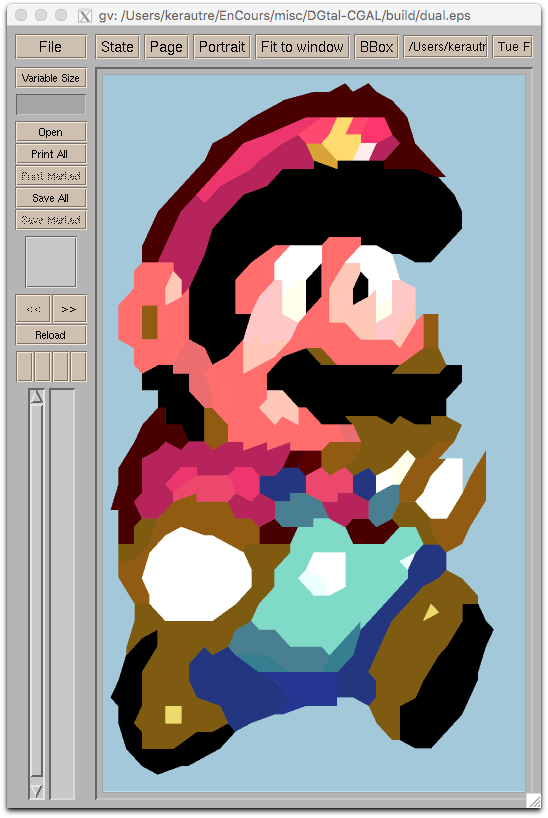 gv: /Users/kerautre/EnCours/misc/DGtal-CGAL/build/dual.eps
File State Page Portrait Fit to window BBox /Users/kerautr Tue F
Variable Size
Open
Print All
Print Marked
Save All
Save Marked
<< >>
Reload